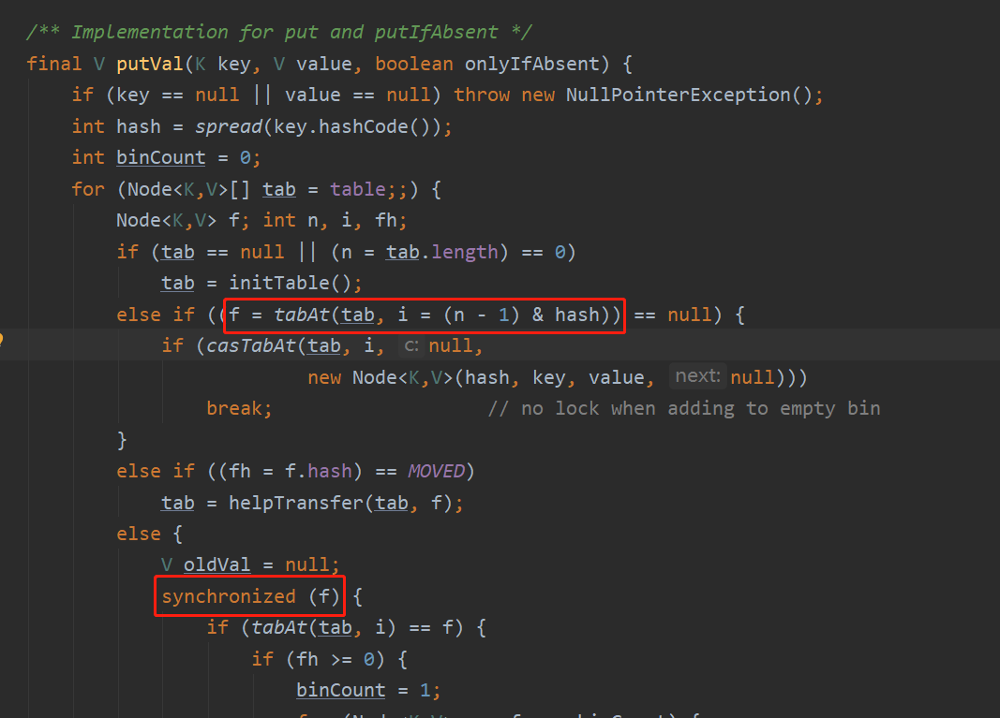 /** Implementation for put and putIfAbsent */
final V putVal(K key, V value, boolean onlyIfAbsent) {
if (key == null || value == null) throw new NullPointerException();
int hash = spread(key.hashCode());
int binCount = 0;
for (Node<K,V>[] tab = table;;) {
Node<K,V> f; int n, i, fh;
if (tab == null || (n = tab.length) == 0)
tab = initTable();
else if ((f = tabAt(tab, i = (n - 1) & hash)) == null) {
if (casTabAt(tab, i, c: null,
new Node<K,V>(hash, key, value, next: null)))
break; // no lock when adding to empty bin
}
else if ((fh = f.hash) == MOVED)
tab = helpTransfer(tab, f);
else {
V oldVal = null;
synchronized (f) {
if (tabAt(tab, i) == f) {
if (fh >= 0) {
binCount = 1;